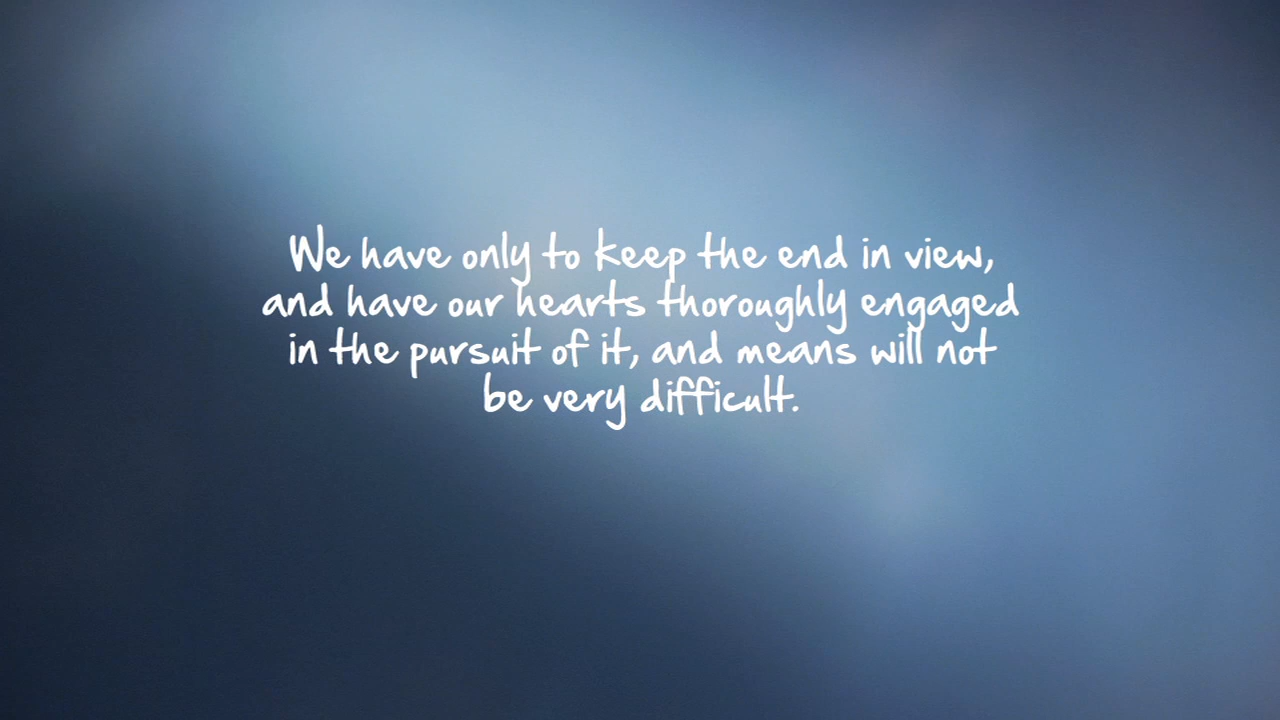 We have only to keep the end in view,
and have our hearts thoroughly engaged
in the pursuit of it, and means will not
be very difficult.